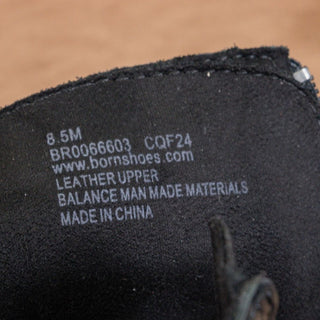 8.5M
BR0066603 CQF24
www.bornshoes.com
LEATHER UPPER
BALANCE MAN MADE MATERIALS
MADE IN CHINA